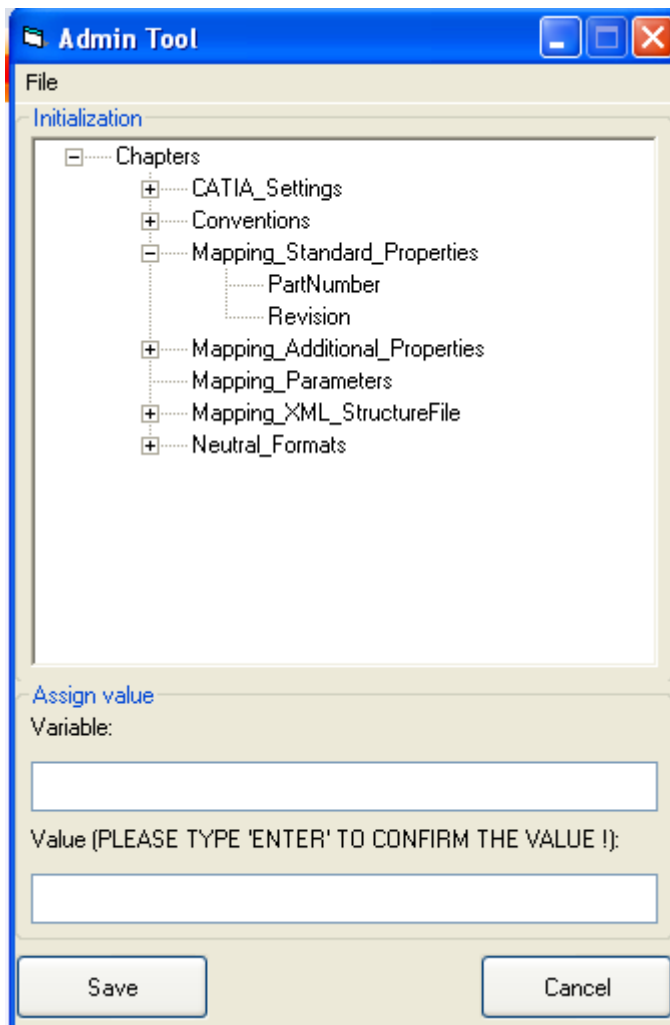 Admin Tool
File
Initialization
Chapters
CATIA_Settings
Conventions
Mapping_Standard_Properties
PartNumber
Revision
Mapping_Additional_Properties
Mapping_Parameters
Mapping_XML_StructureFile
Neutral_Formats
Assign value
Variable:
Value (PLEASE TYPE 'ENTER' TO CONFIRM THE VALUE !):
Save Cancel